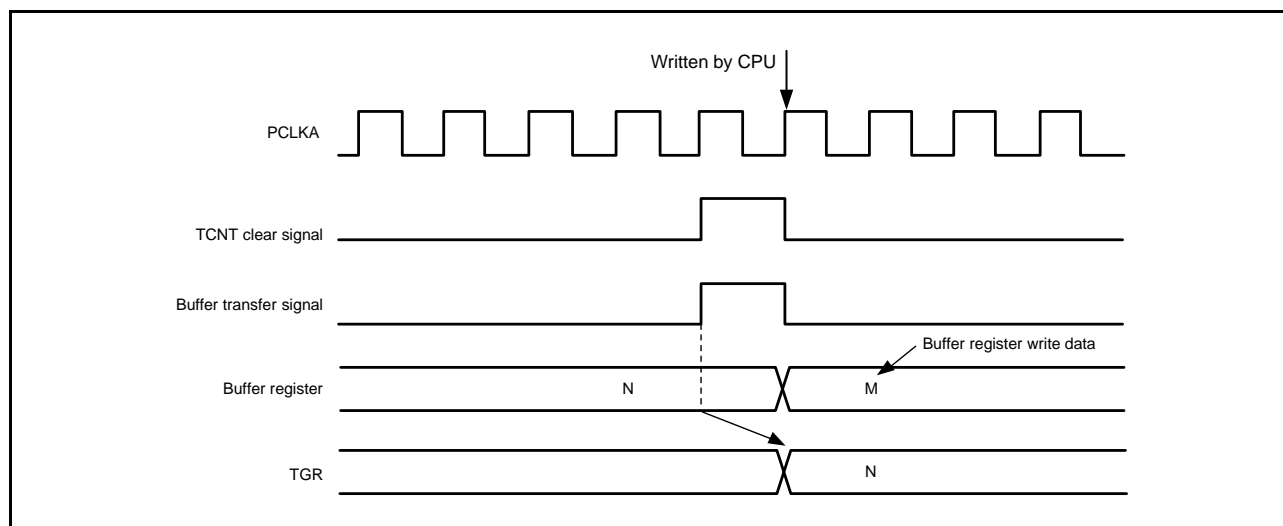 Written by CPU
PCLKA
TCNT clear signal
Buffer transfer signal
Buffer register write data
Buffer register
N
M
TGR
N